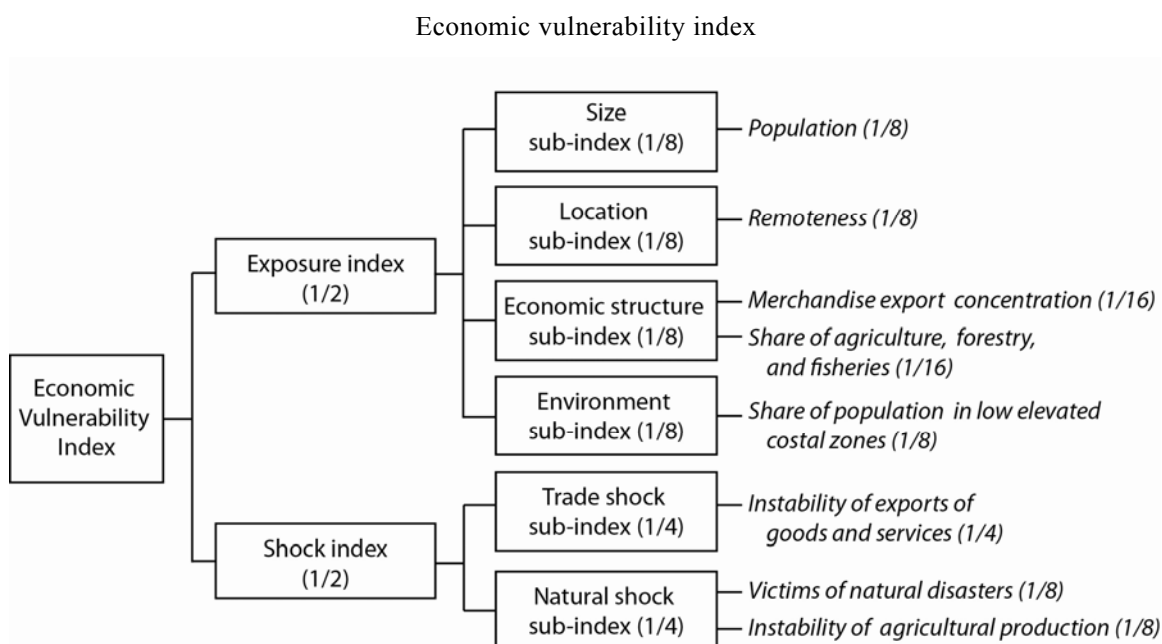 Economic vulnerability index
Size
sub-index (1/8)
Population (1/8)
Location
sub-index (1/8)
Remoteness (1/8)
Exposure index
(1/2)
Economic structure
sub-index (1/8)
Merchandise export concentration (1/16)
Share of agriculture, forestry,
and fisheries (1/16)
Economic
Vulnerability
Index
Environment
sub-index (1/8)
Share of population in low elevated
costal zones (1/8)
Trade shock
sub-index (1/4)
Instability of exports of
goods and services (1/4)
Shock index
(1/2)
Natural shock
sub-index (1/4)
Victims of natural disasters (1/8)
Instability of agricultural production (1/8)